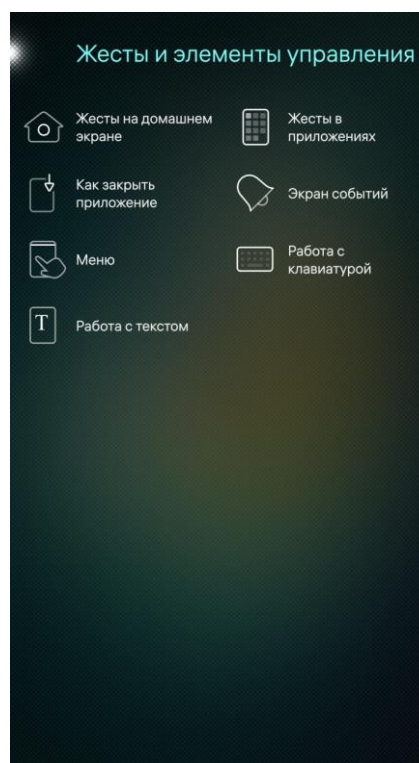 Жесты и элементы управления
Жесты на домашнем
экране
Жесты в
приложениях
Как закрыть
приложение
Экран событий
Меню
Работа с
клавиатурой
T
Работа с текстом